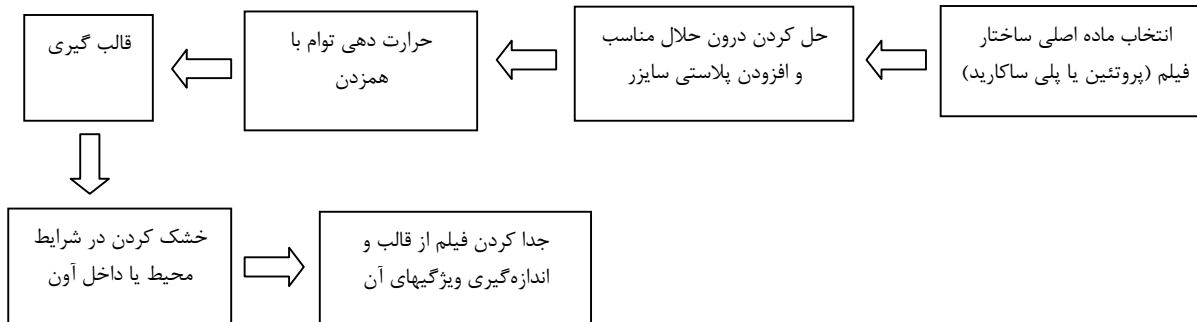 انتخاب ماده اصلی ساختار
فیلم (پروتئین یا پلی ساکارید)
حل کردن درون حلال مناسب
و افزودن پلاستی سایزر
حرارت دهی توام با
همزدن
قالب گیری
خشک کردن در شرایط
محیط یا داخل آون
جدا کردن فیلم از قالب و
اندازه‌گیری ویژگیهای آن